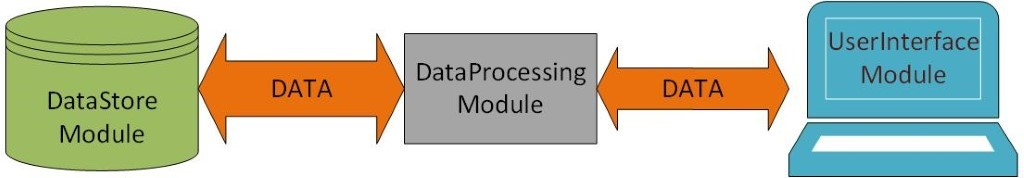 DataStore
Module
DATA
DataProcessing
Module
DATA
UserInterface
Module